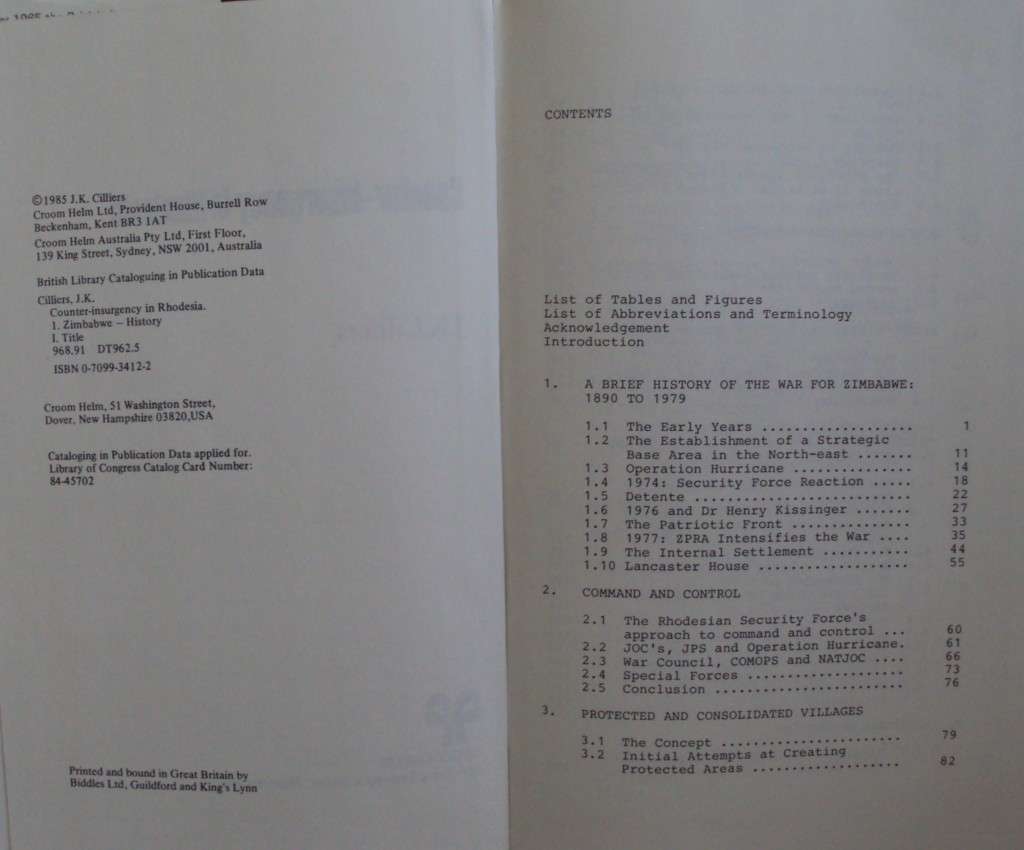 ©1985 J.K. Cilliers
Croom Helm Ltd, Provident House, Burrell Row
Beckenham, Kent BR3 1AT
Croom Helm Australia Pty Ltd, First Floor,
139 King Street, Sydney, NSW 2001, Australia
British Library Cataloguing in Publication Data
Cilliers, J.K.
Counter-insurgency in Rhodesia.
1. Zimbabwe – History
I. Title
968.91 DT962.5
ISBN 0-7099-3412-2
Croom Helm, 51 Washington Street,
Dover, New Hampshire 03820,USA
Cataloging in Publication Data applied for.
Library of Congress Catalog Card Number:
84-45702
Printed and bound in Great Britain by
Biddles Ltd, Guildford and King's Lynn
CONTENTS
List of Tables and Figures
List of Abbreviations and Terminology
Acknowledgement
Introduction
1. A BRIEF HISTORY OF THE WAR FOR ZIMBABWE:
1890 TO 1979
1.1 The Early Years ................... 1
1.2 The Establishment of a Strategic
Base Area in the North-east ....... 11
1.3 Operation Hurricane ............... 14
1.4 1974: Security Force Reaction ..... 18
1.5 Detente ........................... 22
1.6 1976 and Dr Henry Kissinger ....... 27
1.7 The Patriotic Front ............... 33
1.8 1977: ZPRA Intensifies the War .... 35
1.9 The Internal Settlement ........... 44
1.10 Lancaster House ................... 55
2. COMMAND AND CONTROL
2.1 The Rhodesian Security Force's
approach to command and control ... 60
2.2 JOC's, JPS and Operation Hurricane. 61
2.3 War Council, COMOPS and NATJOC .... 66
2.4 Special Forces .................... 73
2.5 Conclusion ........................ 76
3. PROTECTED AND CONSOLIDATED VILLAGES
3.1 The Concept ....................... 79
3.2 Initial Attempts at Creating
Protected Areas ................... 82